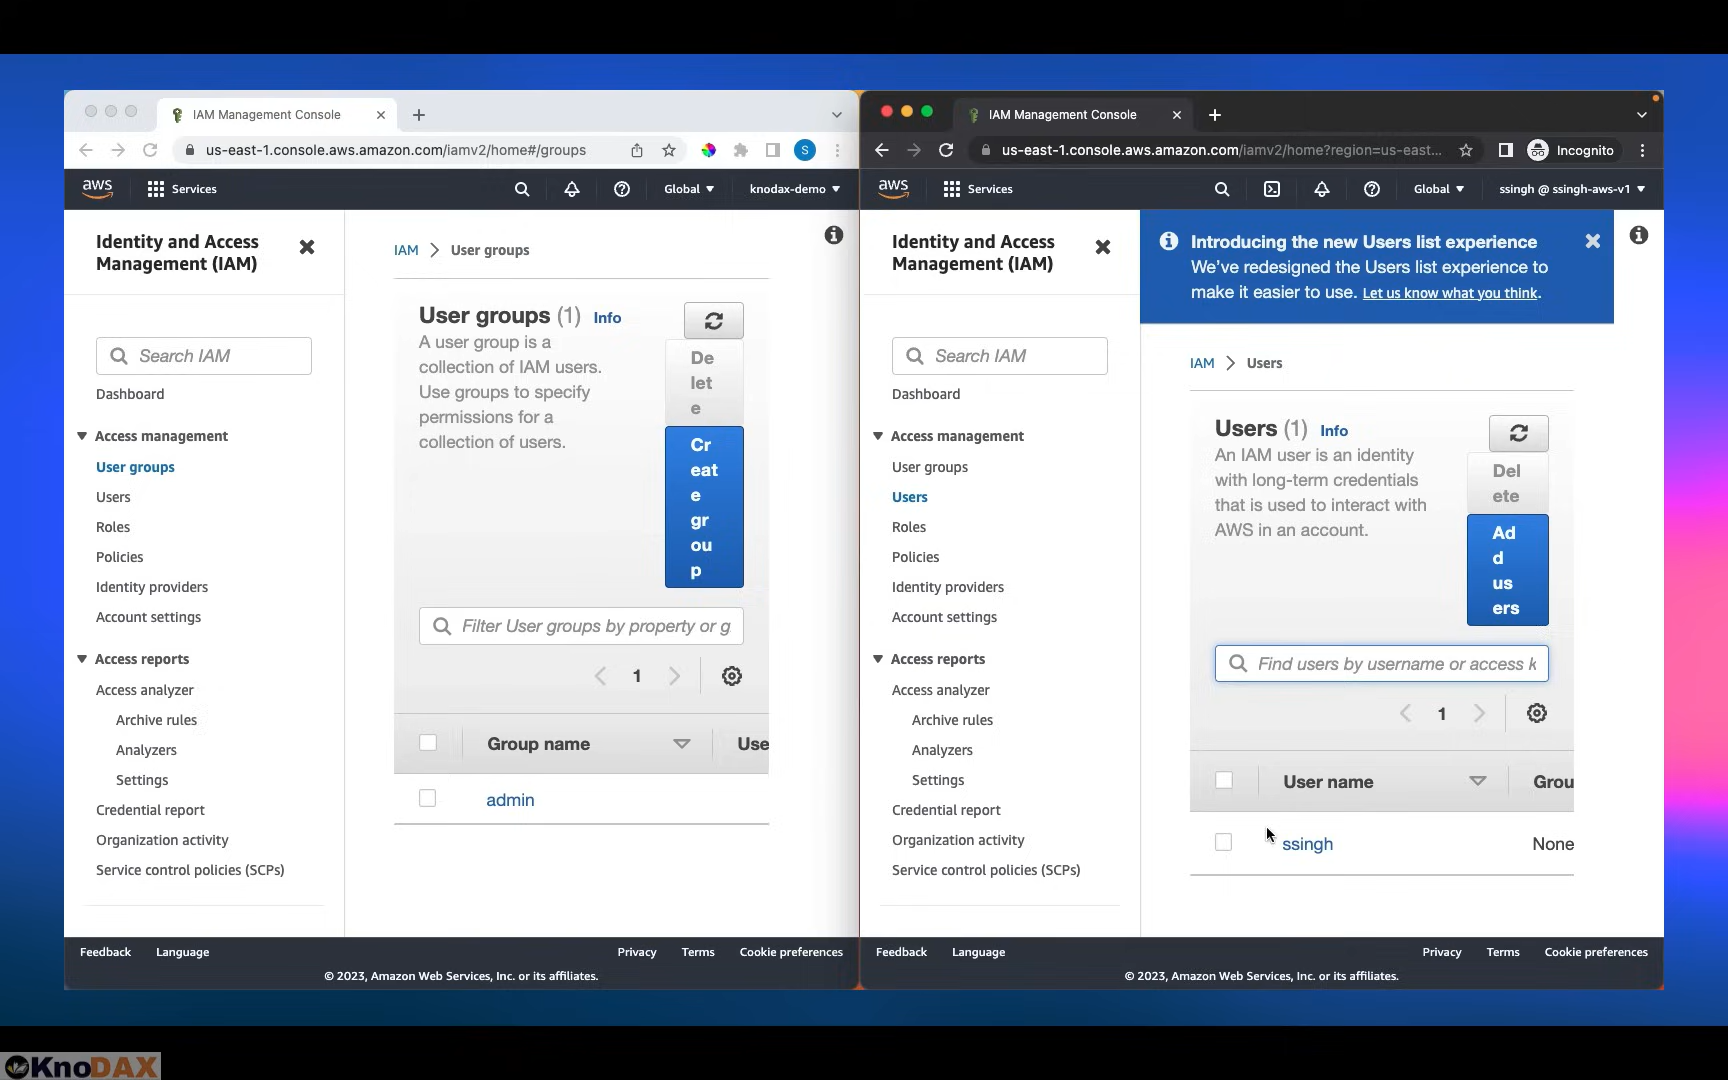 IAM Management Console
us-east-1.console.aws.amazon.com/iamv2/home#/groups
S
aws
Services
Global
knodax-demo
Identity and Access
Management (IAM)
Search IAM
Dashboard
Access management
User groups
Users
Roles
Policies
Identity providers
Account settings
Access reports
Access analyzer
Archive rules
Analyzers
Settings
Credential report
Organization activity
Service control policies (SCPs)
IAM > User groups
User groups (1) Info
A user group is a
collection of IAM users.
Use groups to specify
permissions for a
collection of users.
De
let
e
Cr
eat
e
gr
ou
p
Filter User groups by property or g
1
Group name
Use
admin
Feedback
Language
Privacy
Terms
Cookie preferences
© 2023, Amazon Web Services, Inc. or its affiliates.
IAM Management Console
us-east-1.console.aws.amazon.com/iamv2/home?region=us-east...
Incognito
aws
Services
Global
ssingh @ ssingh-aws-v1
Identity and Access
Management (IAM)
Search IAM
Dashboard
Access management
User groups
Users
Roles
Policies
Identity providers
Account settings
Access reports
Access analyzer
Archive rules
Analyzers
Settings
Credential report
Organization activity
Service control policies (SCPs)
Introducing the new Users list experience
We've redesigned the Users list experience to
make it easier to use. Let us know what you think.
IAM > Users
Users (1) Info
An IAM user is an identity
with long-term credentials
that is used to interact with
AWS in an account.
Del
ete
Ad
d
us
ers
Find users by username or access k
1
User name
Grou
ssingh
None
Feedback
Language
Privacy
Terms
Cookie preferences
© 2023, Amazon Web Services, Inc. or its affiliates.
KnoDAX